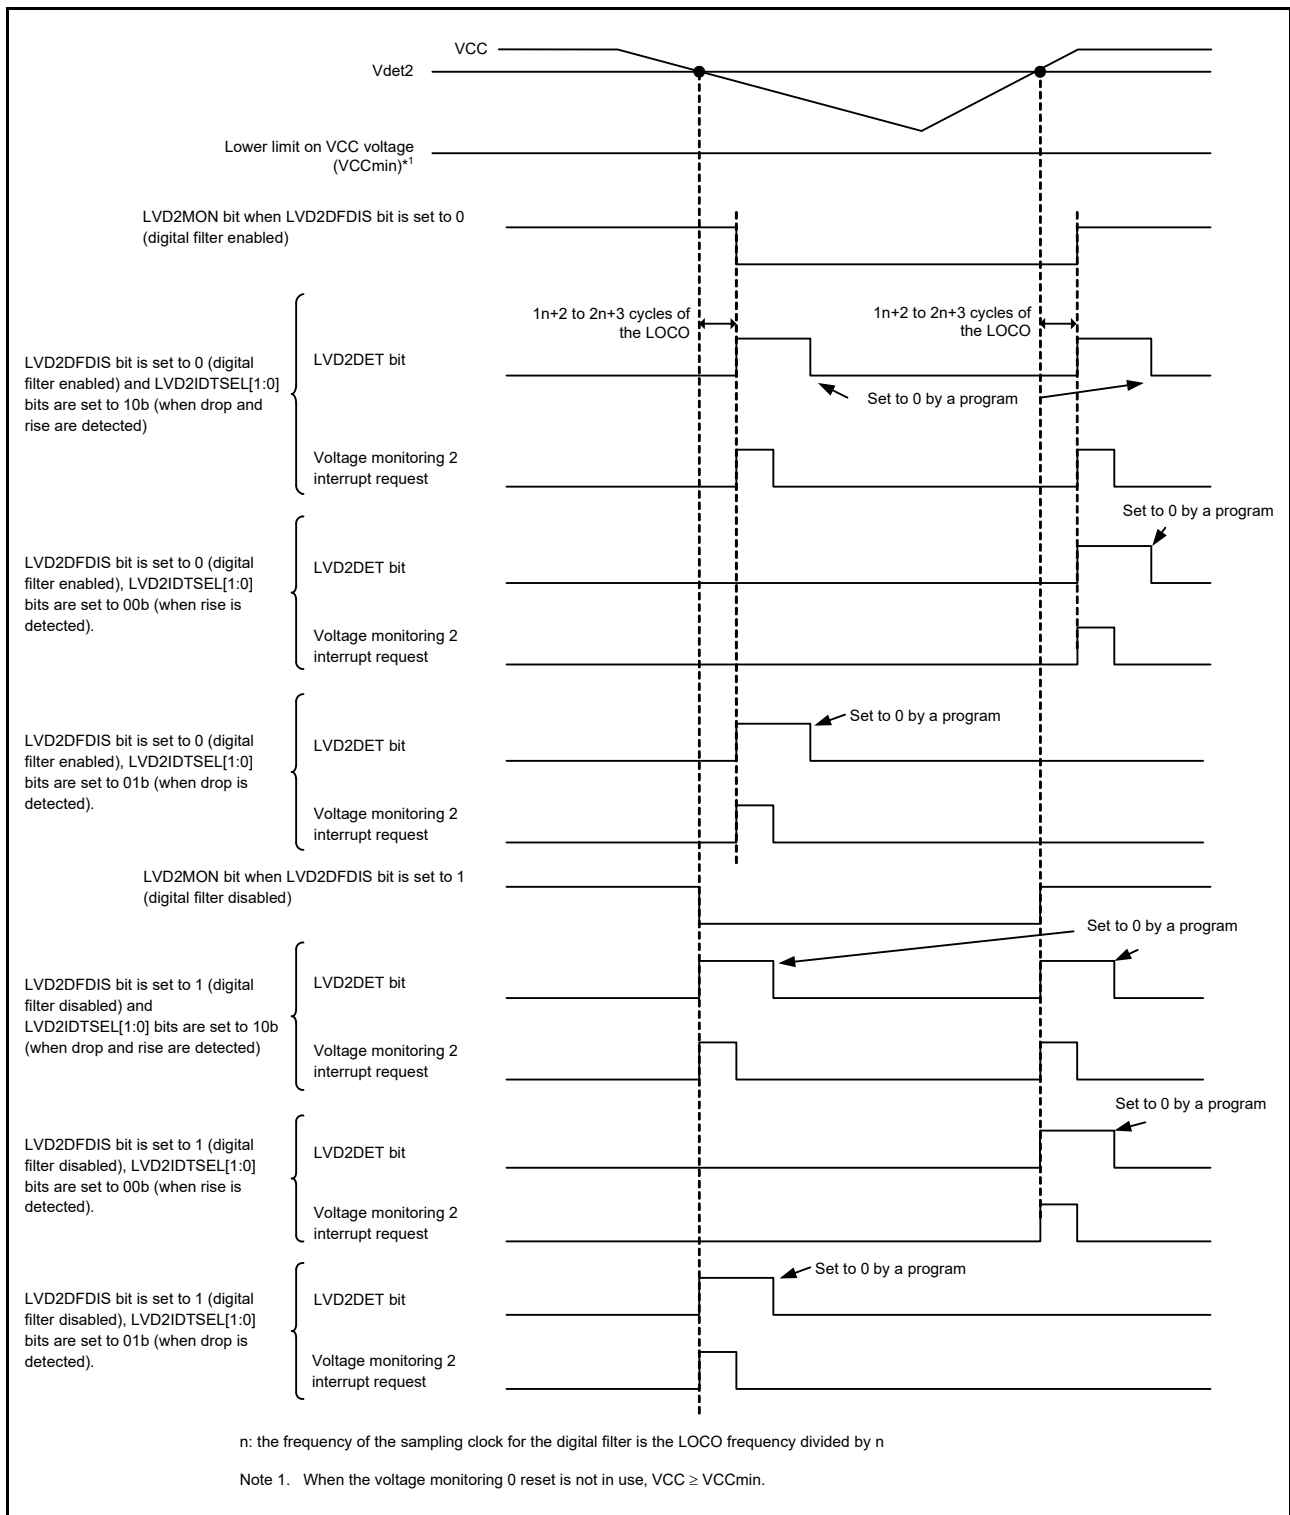 VCC
Vdet2
Lower limit on VCC voltage
(VCCmin)*1
LVD2MON bit when LVD2DFDIS bit is set to 0
(digital filter enabled)
1n+2 to 2n+3 cycles of
the LOCO
1n+2 to 2n+3 cycles of
the LOCO
LVD2DFDIS bit is set to 0 (digital
filter enabled) and LVD2IDTSEL[1:0]
bits are set to 10b (when drop and
rise are detected)
LVD2DET bit
Set to 0 by a program
Voltage monitoring 2
interrupt request
Set to 0 by a program
LVD2DFDIS bit is set to 0 (digital
filter enabled), LVD2IDTSEL[1:0]
bits are set to 00b (when rise is
detected).
LVD2DET bit
Voltage monitoring 2
interrupt request
Set to 0 by a program
LVD2DFDIS bit is set to 0 (digital
filter enabled), LVD2IDTSEL[1:0]
bits are set to 01b (when drop is
detected).
LVD2DET bit
Voltage monitoring 2
interrupt request
LVD2MON bit when LVD2DFDIS bit is set to 1
(digital filter disabled)
Set to 0 by a program
LVD2DFDIS bit is set to 1 (digital
filter disabled) and
LVD2IDTSEL[1:0] bits are set to 10b
(when drop and rise are detected)
LVD2DET bit
Voltage monitoring 2
interrupt request
Set to 0 by a program
LVD2DFDIS bit is set to 1 (digital
filter disabled), LVD2IDTSEL[1:0]
bits are set to 00b (when rise is
detected).
LVD2DET bit
Voltage monitoring 2
interrupt request
Set to 0 by a program
LVD2DFDIS bit is set to 1 (digital
filter disabled), LVD2IDTSEL[1:0]
bits are set to 01b (when drop is
detected).
LVD2DET bit
Voltage monitoring 2
interrupt request
n: the frequency of the sampling clock for the digital filter is the LOCO frequency divided by n
Note 1. When the voltage monitoring 0 reset is not in use, VCC ≥ VCCmin.